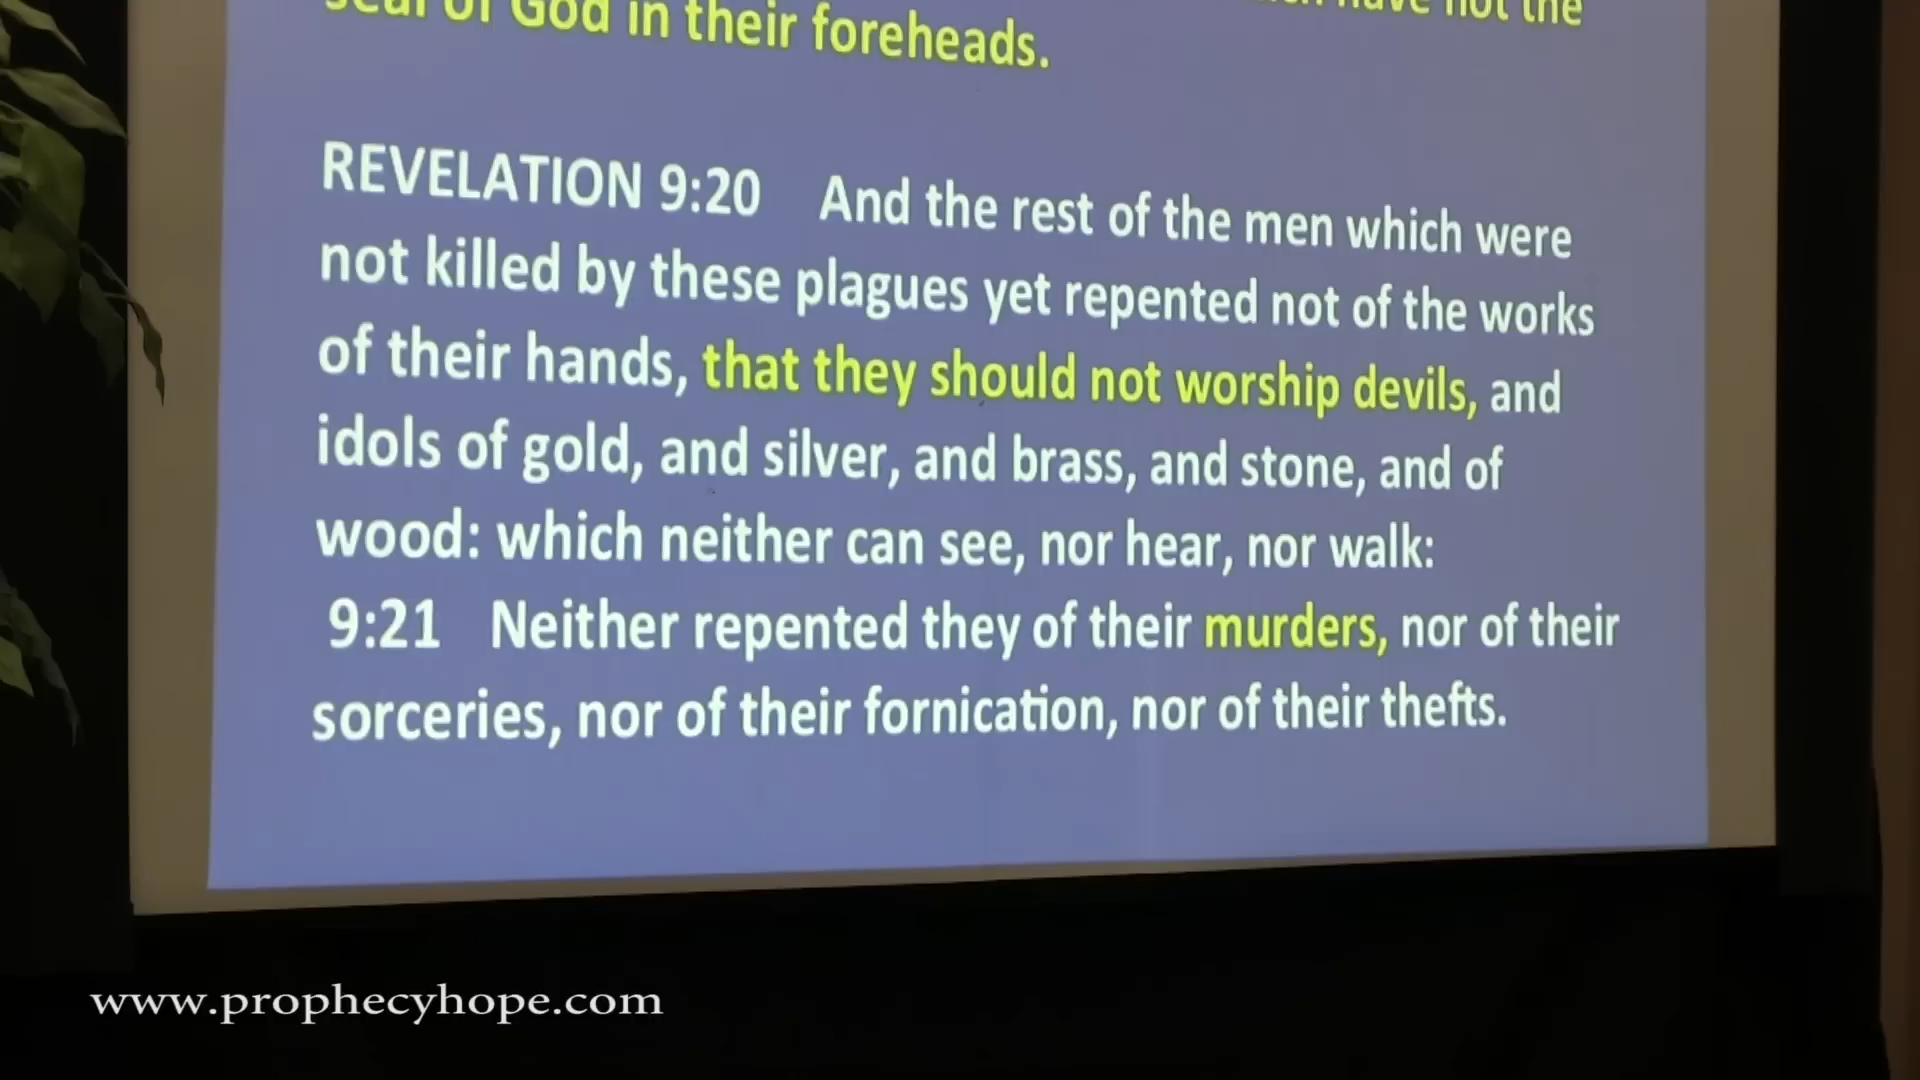 have not the
seal of God in their foreheads.
REVELATION 9:20 And the rest of the men which were
not killed by these plagues yet repented not of the works
of their hands, that they should not worship devils, and
idols of gold, and silver, and brass, and stone, and of
wood: which neither can see, nor hear, nor walk:
9:21 Neither repented they of their murders, nor of their
sorceries, nor of their fornication, nor of their thefts.
www.prophecyhope.com